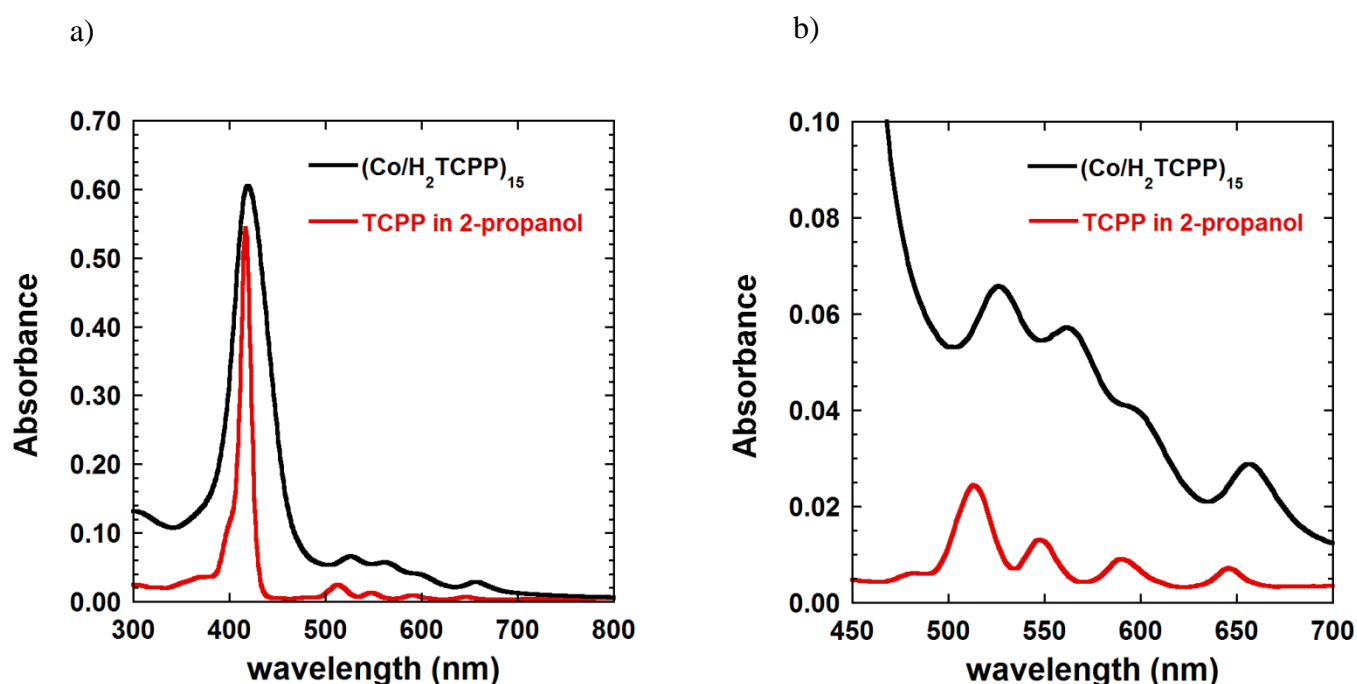 a)
0.70
0.60
0.50
0.40
0.30
0.20
0.10
0.00
Absorbance
(Co/H₂TCPP)₁₅
TCPP in 2-propanol
300 400 500 600 700 800
wavelength (nm)
b)
0.10
0.08
0.06
0.04
0.02
0.00
Absorbance
(Co/H₂TCPP)₁₅
TCPP in 2-propanol
450 500 550 600 650 700
wavelength (nm)